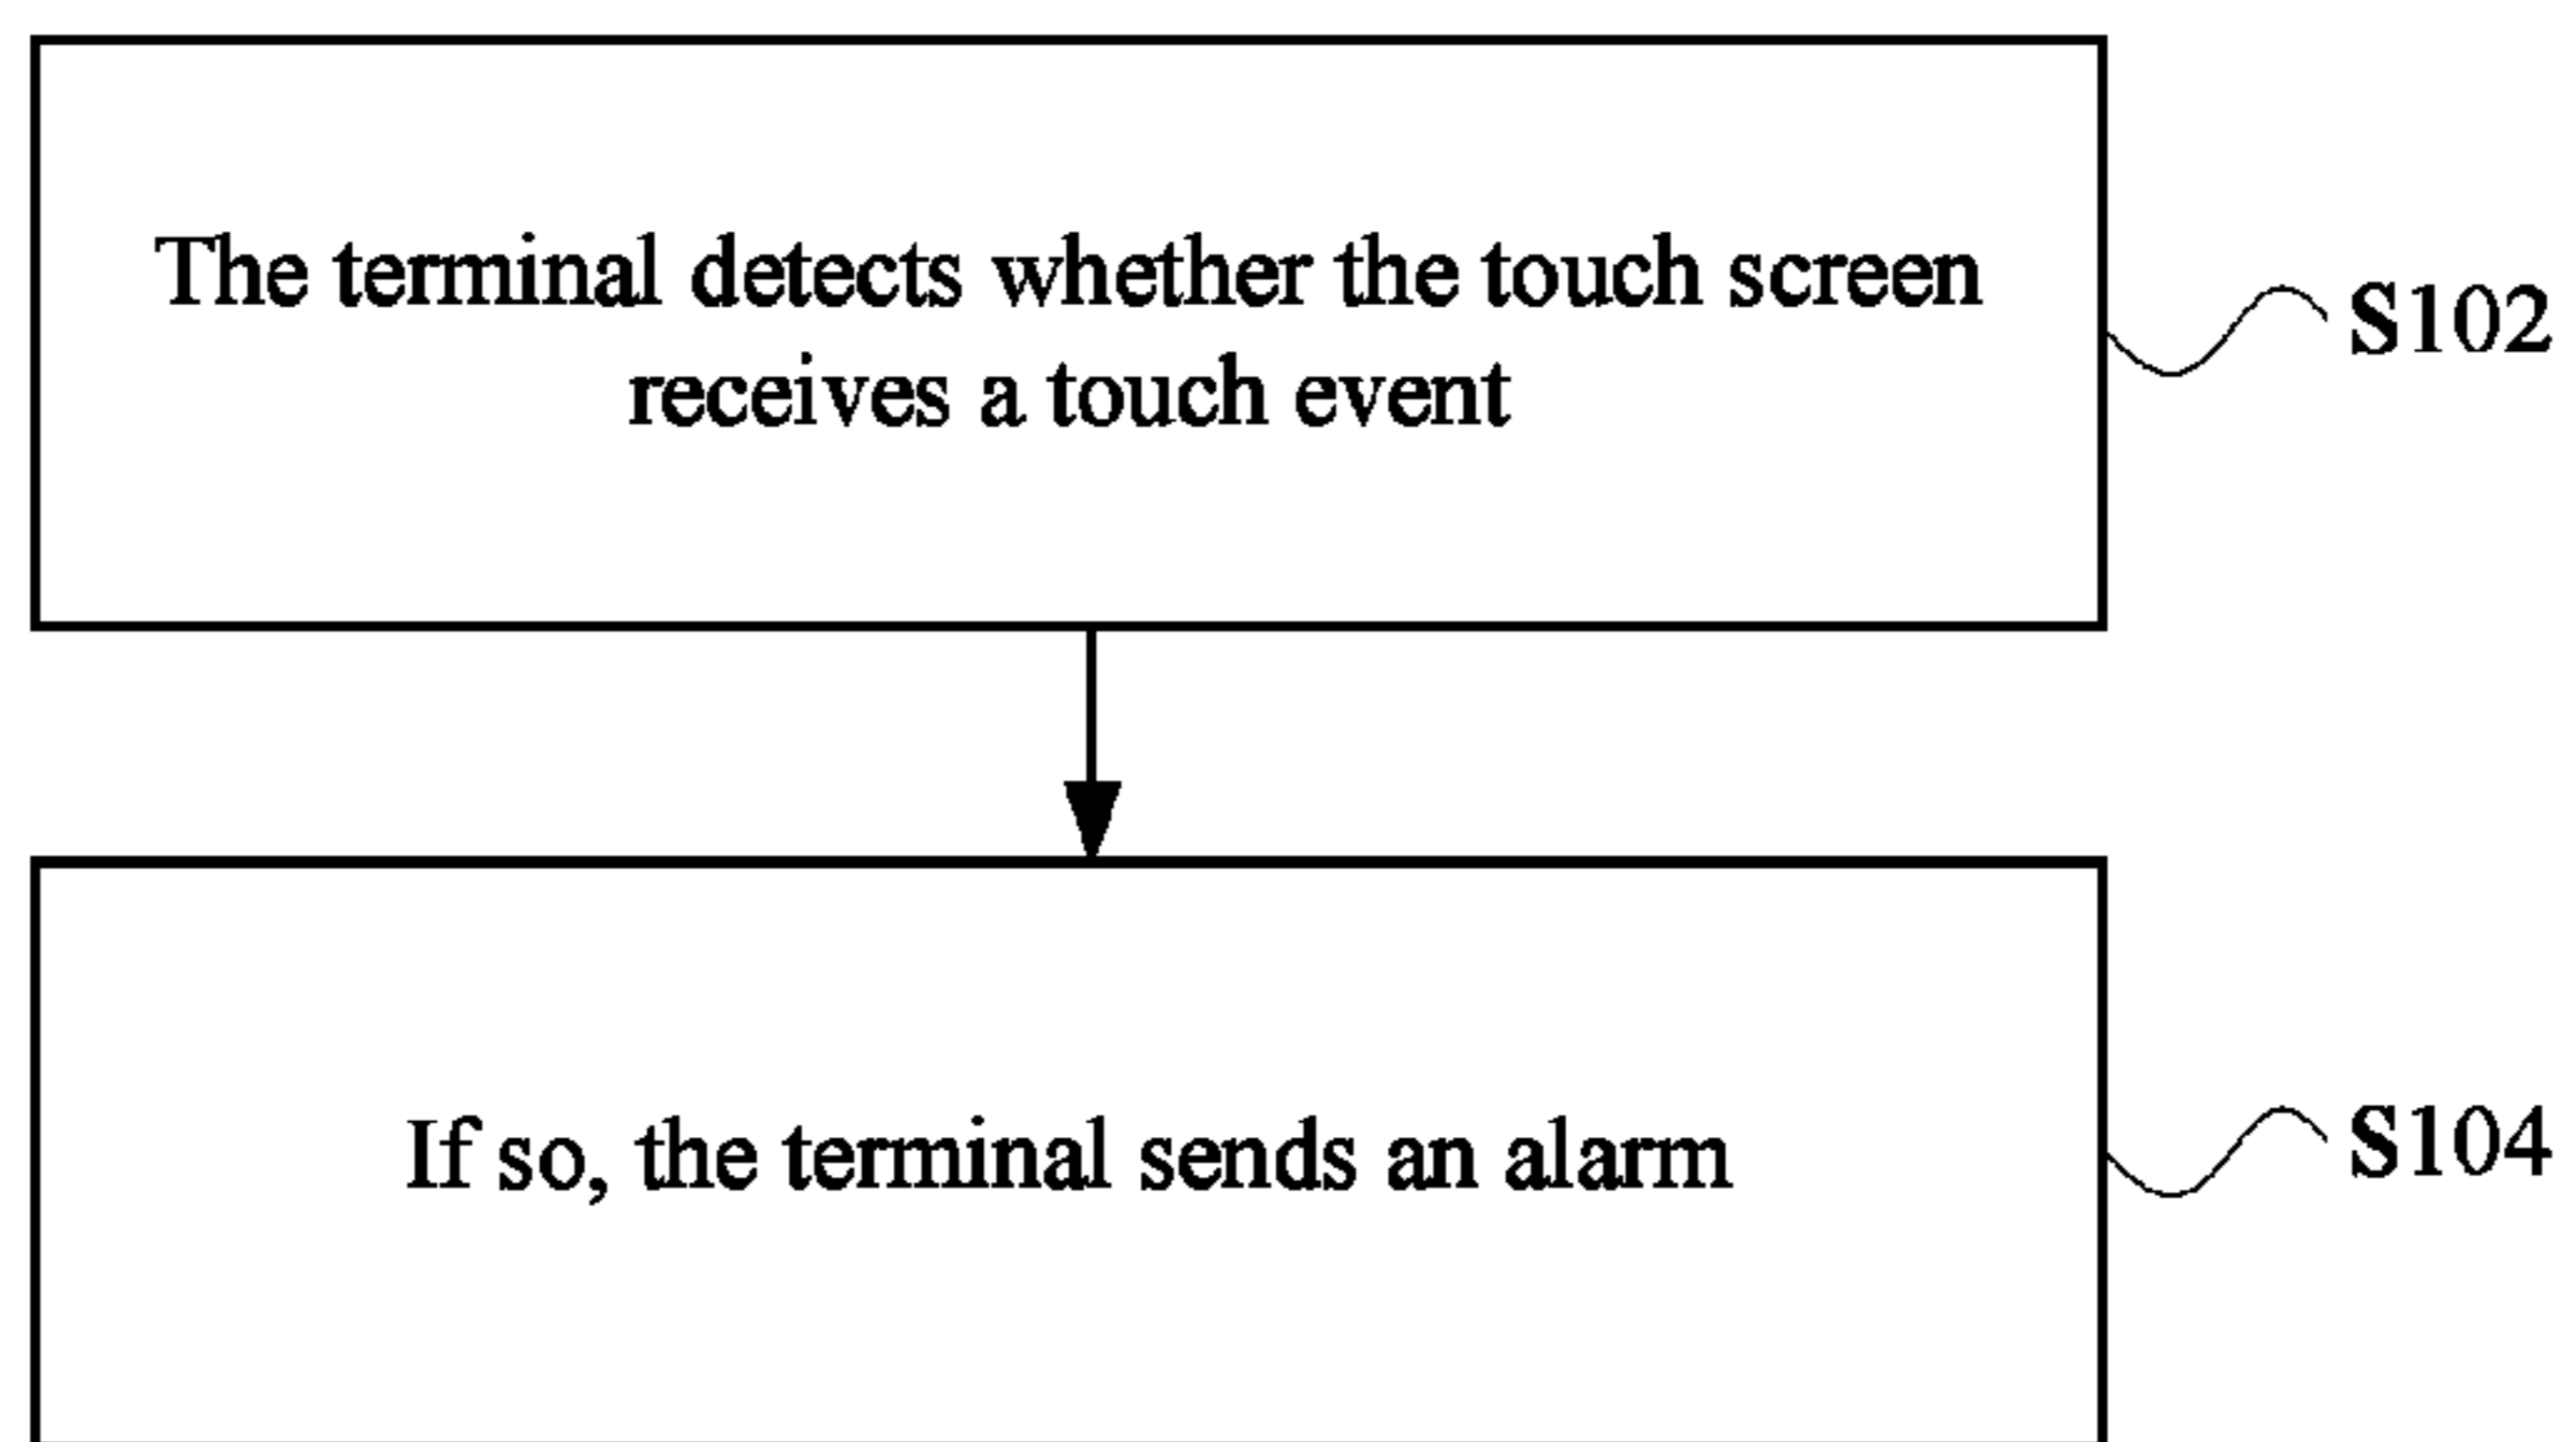 The terminal detects whether the touch screen
receives a touch event
S102
If so, the terminal sends an alarm
S104